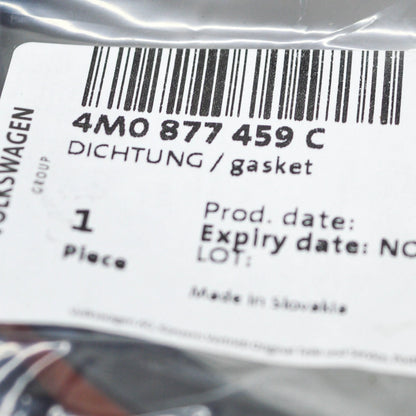 4M0 877 459 C
DICHTUNG / gasket
VOLKSWAGEN
GROUP
1
Piece
Prod. date:
Expiry date: NO
LOT:
Made in Slovakia